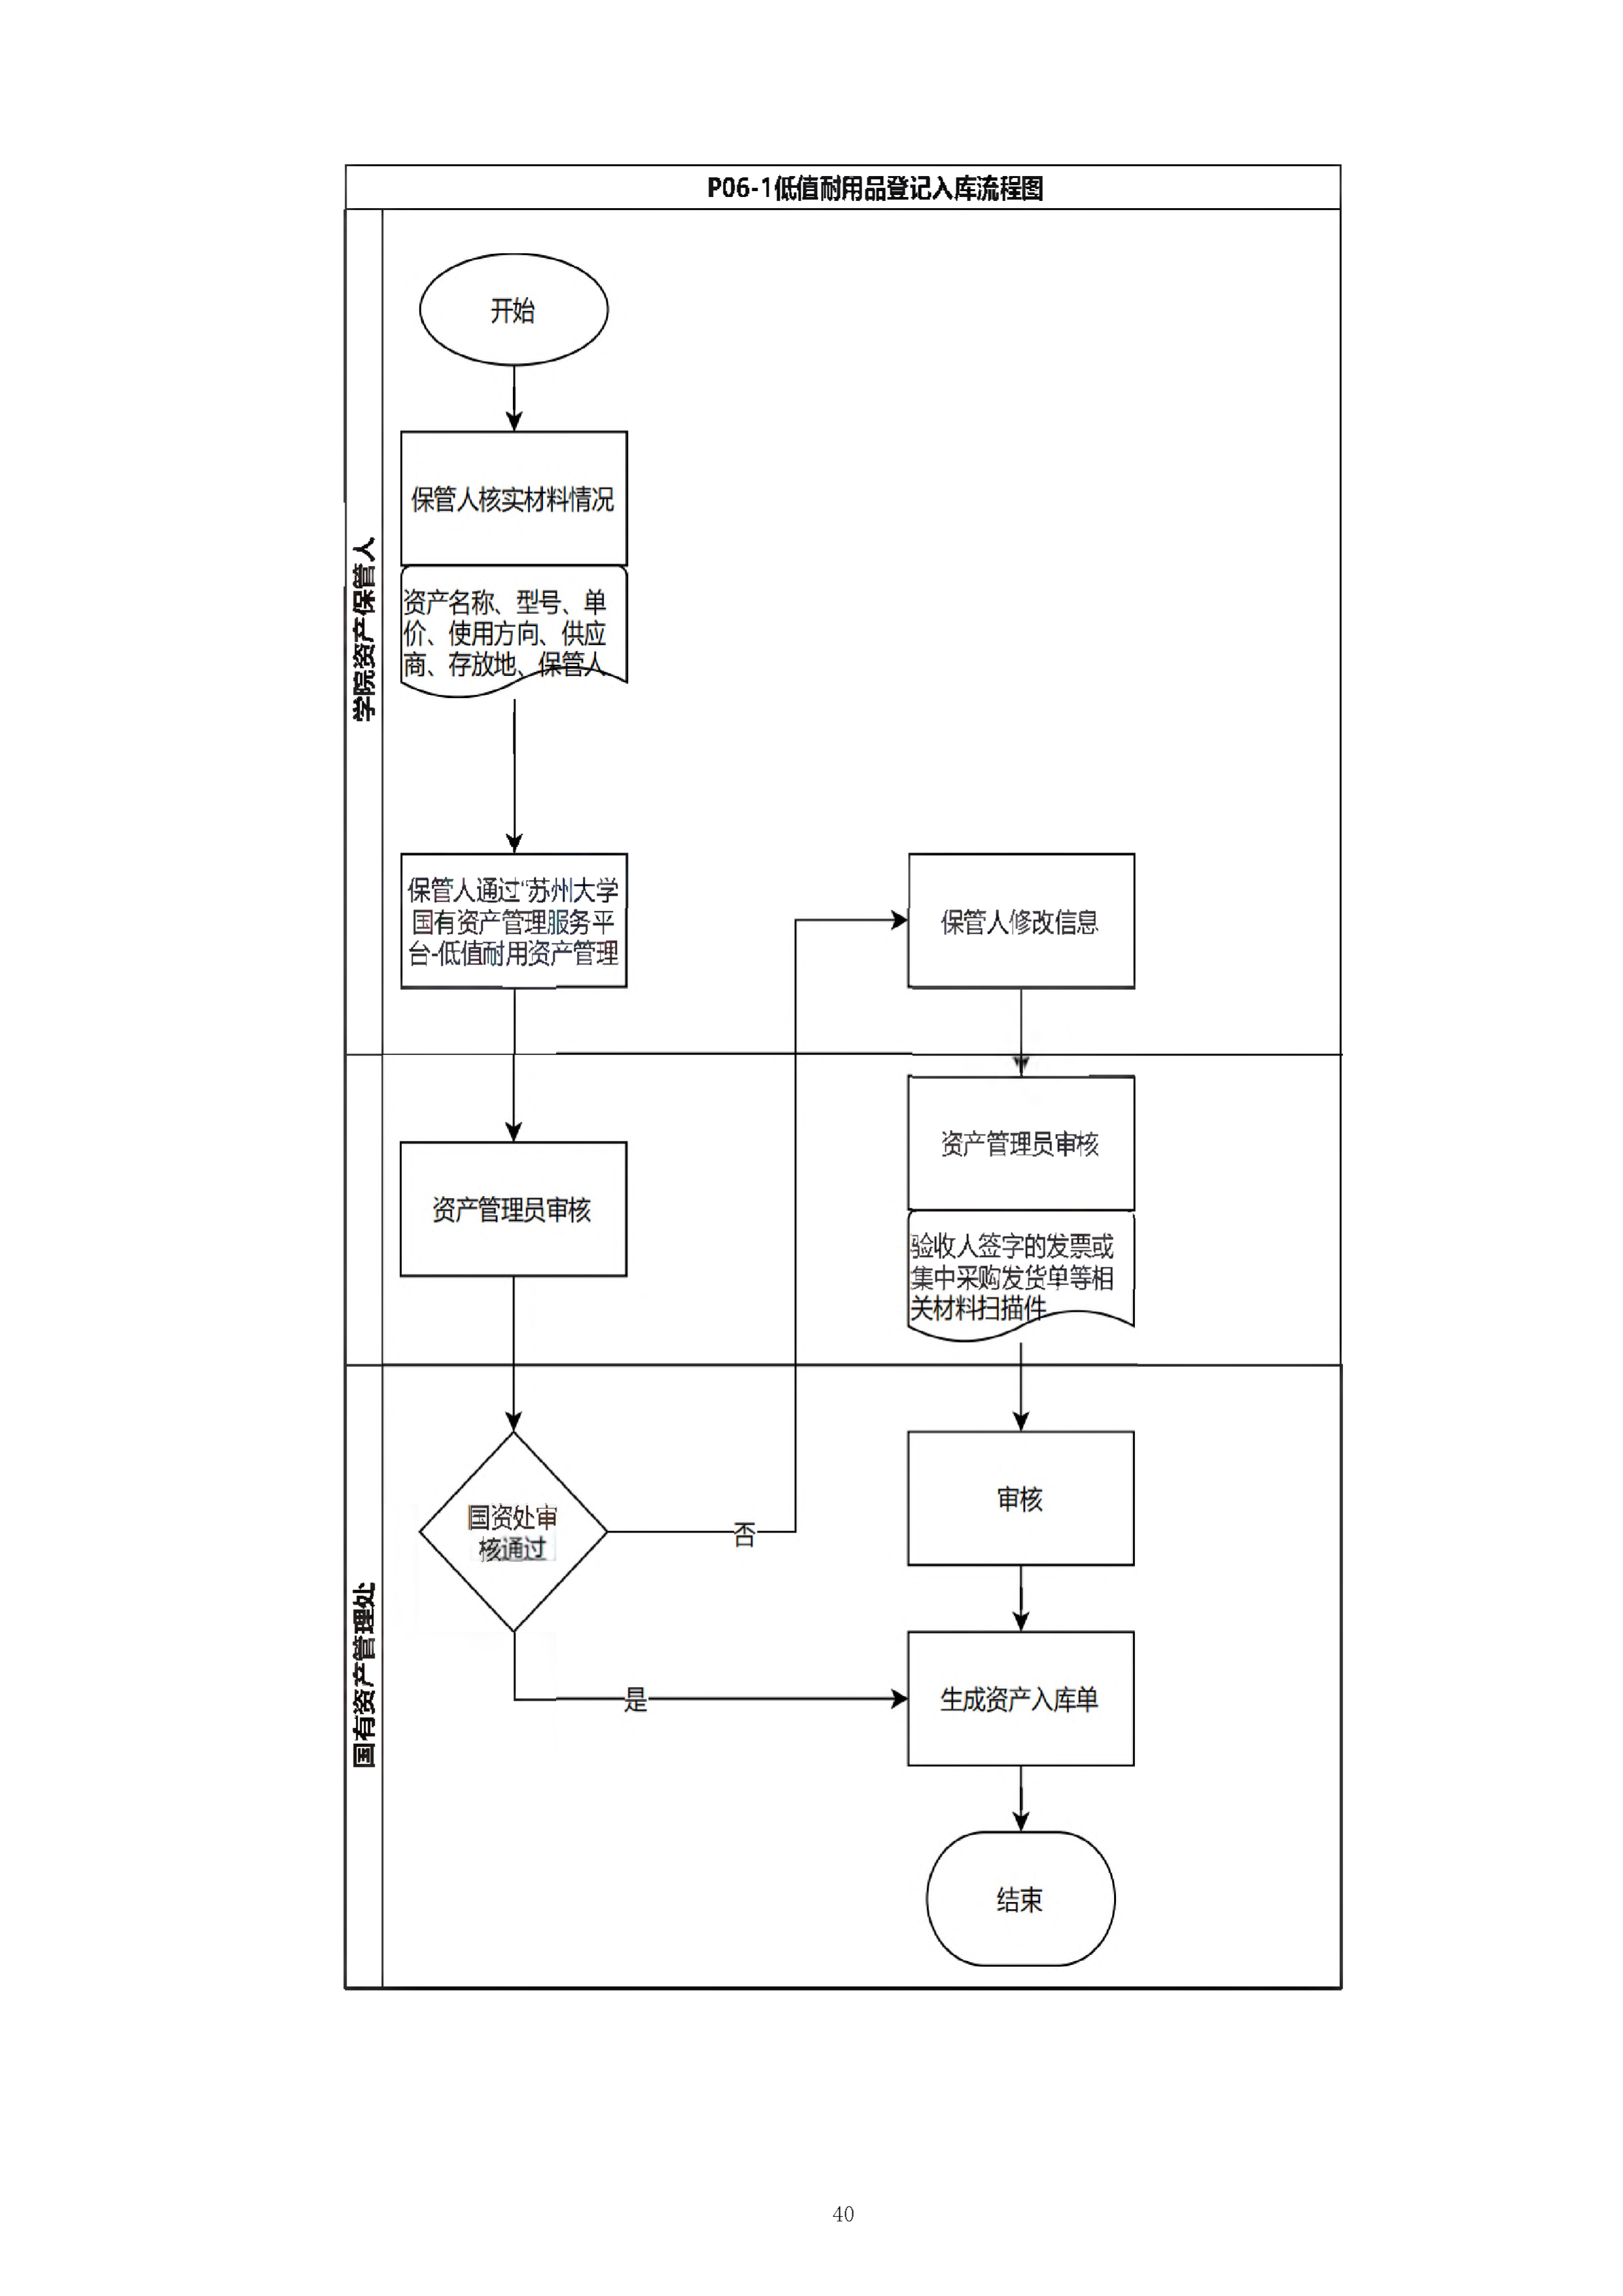 P06-1低值耐用品登记入库流程图
学院资产保管人
开始
保管人核实材料情况
资产名称、型号、单
价、使用方向、供应
商、存放地、保管人
保管人通过“苏州大学
国有资产管理服务平
台-低值耐用资产管理
保管人修改信息
资产管理员审核
资产管理员审核
验收人签字的发票或
集中采购发货单等相
关材料扫描件
国有资产管理处
国资处审
核通过
否
审核
是
生成资产入库单
结束
40